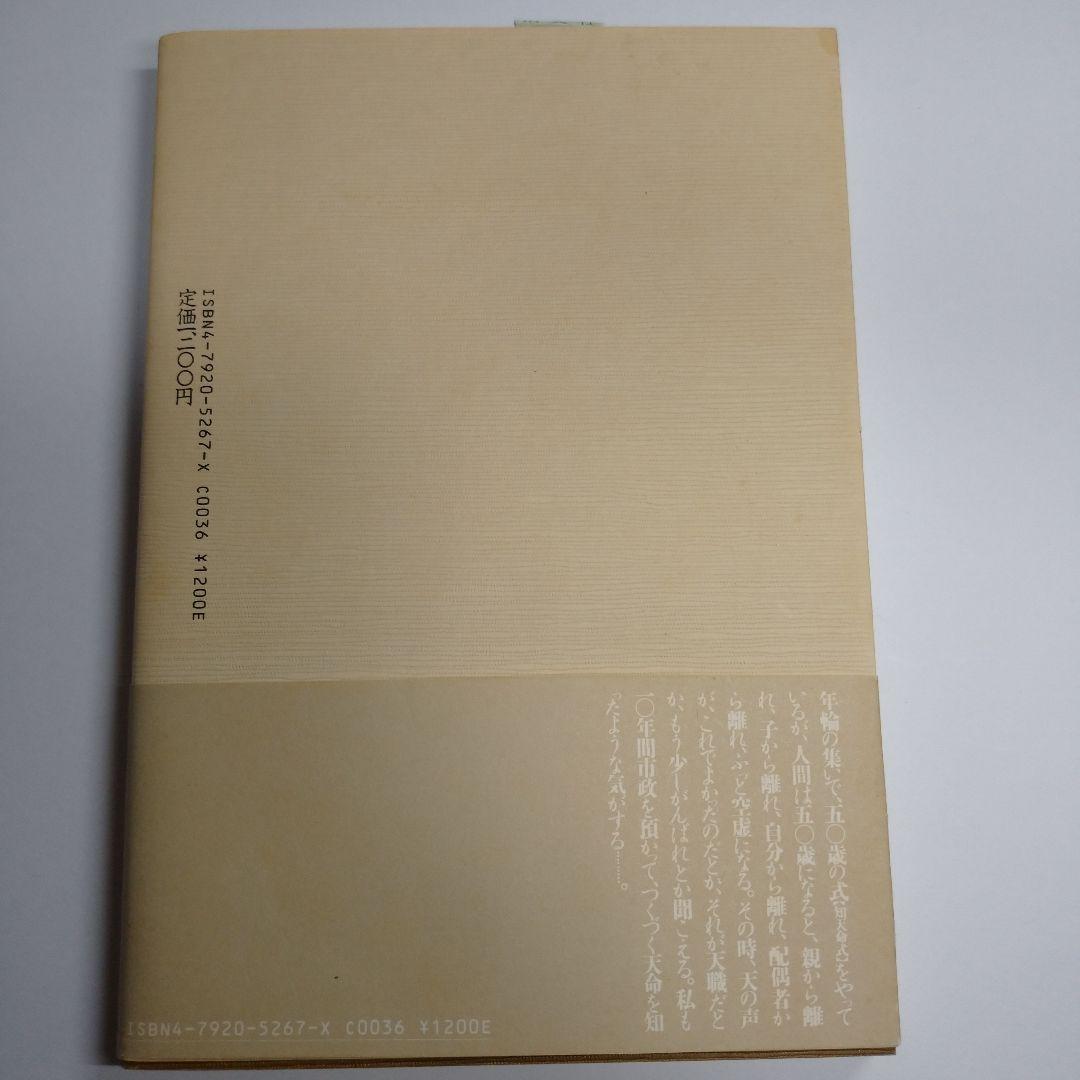 ISBN4-7920-5267-X C0036 ¥1200E
定価一、二〇〇円
年輪の集いで、五〇歳の式(知天命式)をやって
いるが、人間は五〇歳になると、親から離
れ、子から離れ、自分から離れ、配偶者か
ら離れ、ふっと空虚になる。その時、天の声
が、これでよかったのだとか、それが天職だと
か、もう少しがんばれとか聞こえる。私も
一〇年間市政を預かって、つくづく天命を知
ったような気がする……。
ISBN4-7920-5267-X C0036 ¥1200E